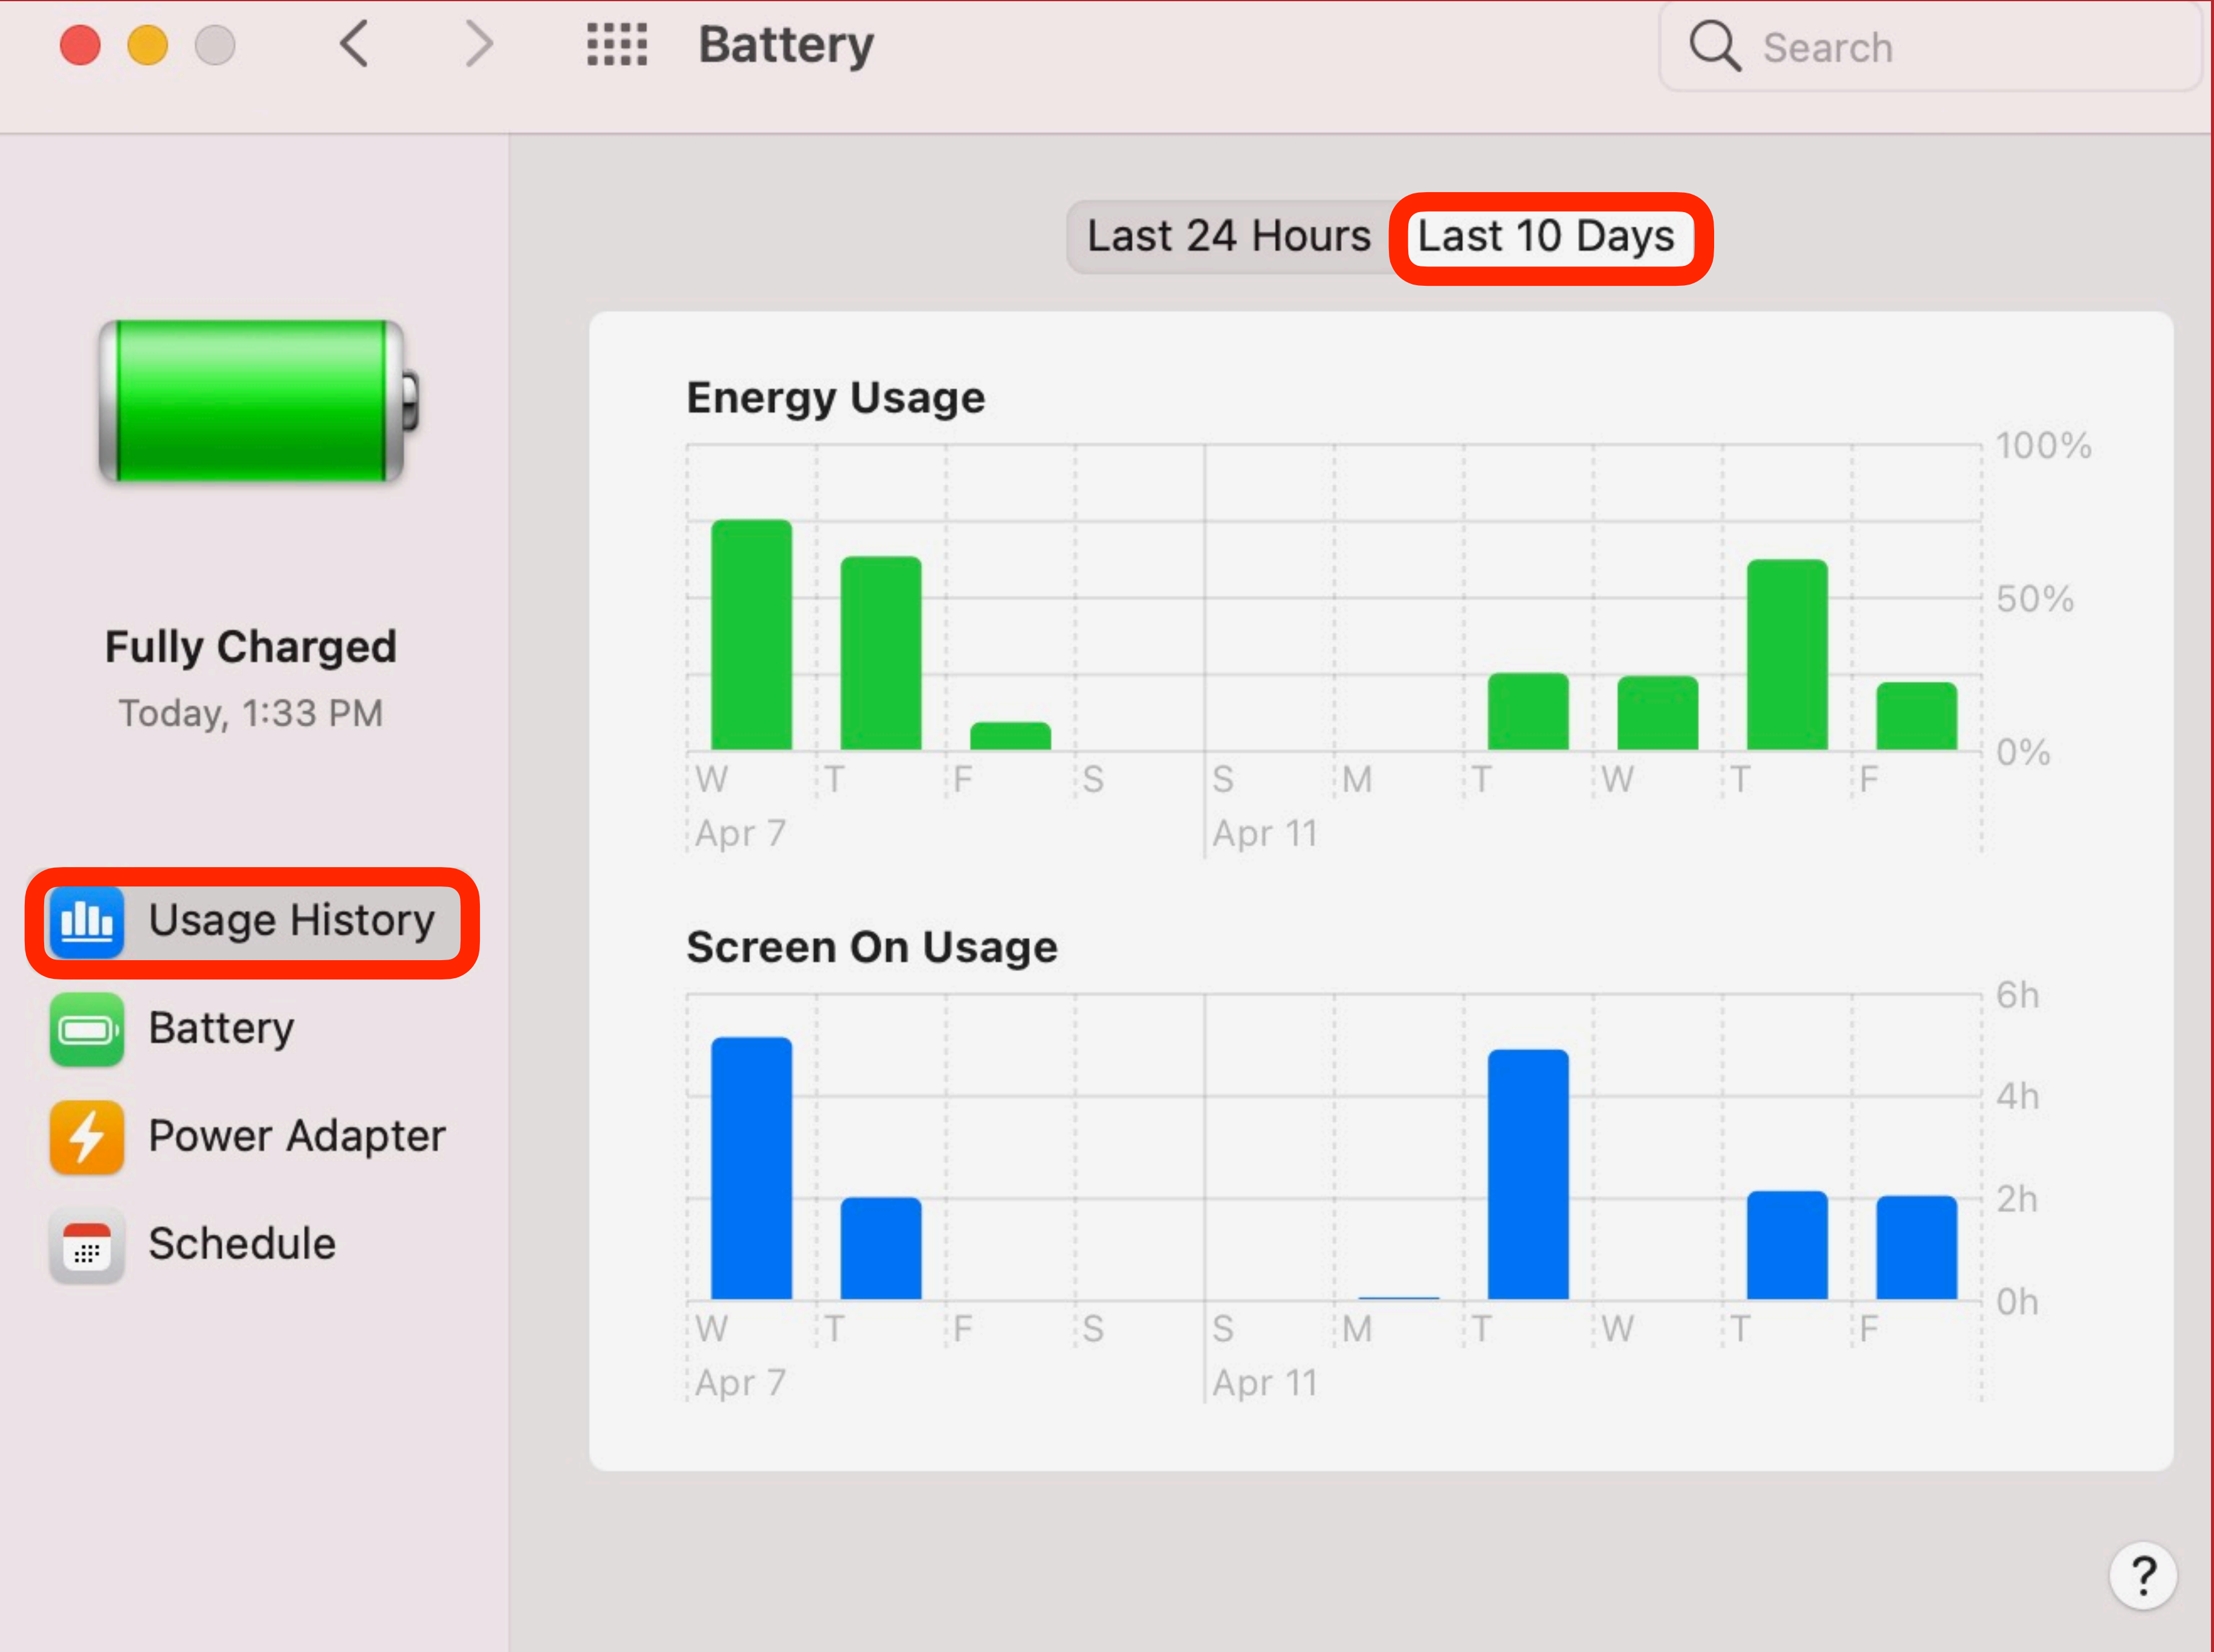 Battery
Search
Last 24 Hours Last 10 Days
Fully Charged
Today, 1:33 PM
Usage History
Battery
Power Adapter
Schedule
Energy Usage
100%
50%
0%
W T F S S M T W T F
Apr 7 Apr 11
Screen On Usage
6h
4h
2h
0h
W T F S S M T W T F
Apr 7 Apr 11
?